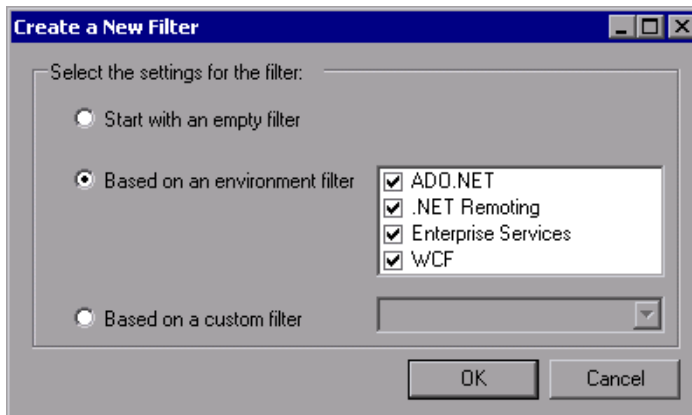 Create a New Filter
Select the settings for the filter:
Start with an empty filter
Based on an environment filter
ADO.NET
.NET Remoting
Enterprise Services
WCF
Based on a custom filter
OK Cancel